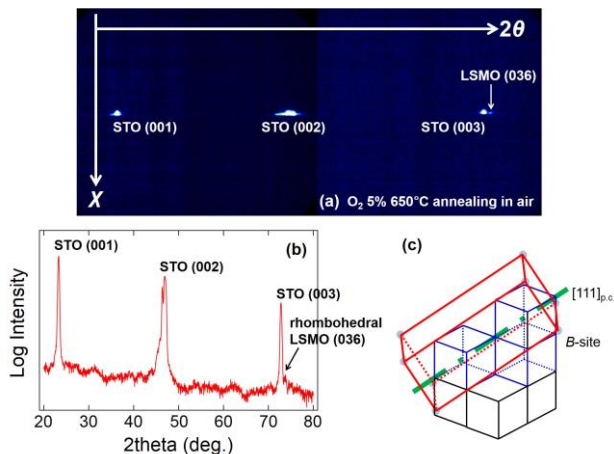 2θ
LSMO (036)
STO (001) STO (002) STO (003)
X
(a) O₂ 5% 650°C annealing in air
(b)
STO (001)
STO (002)
STO (003)
rhombohedral
LSMO (036)
Log Intensity
20 30 40 50 60 70 80
2theta (deg.)
(c)
[111]p.c.
B-site